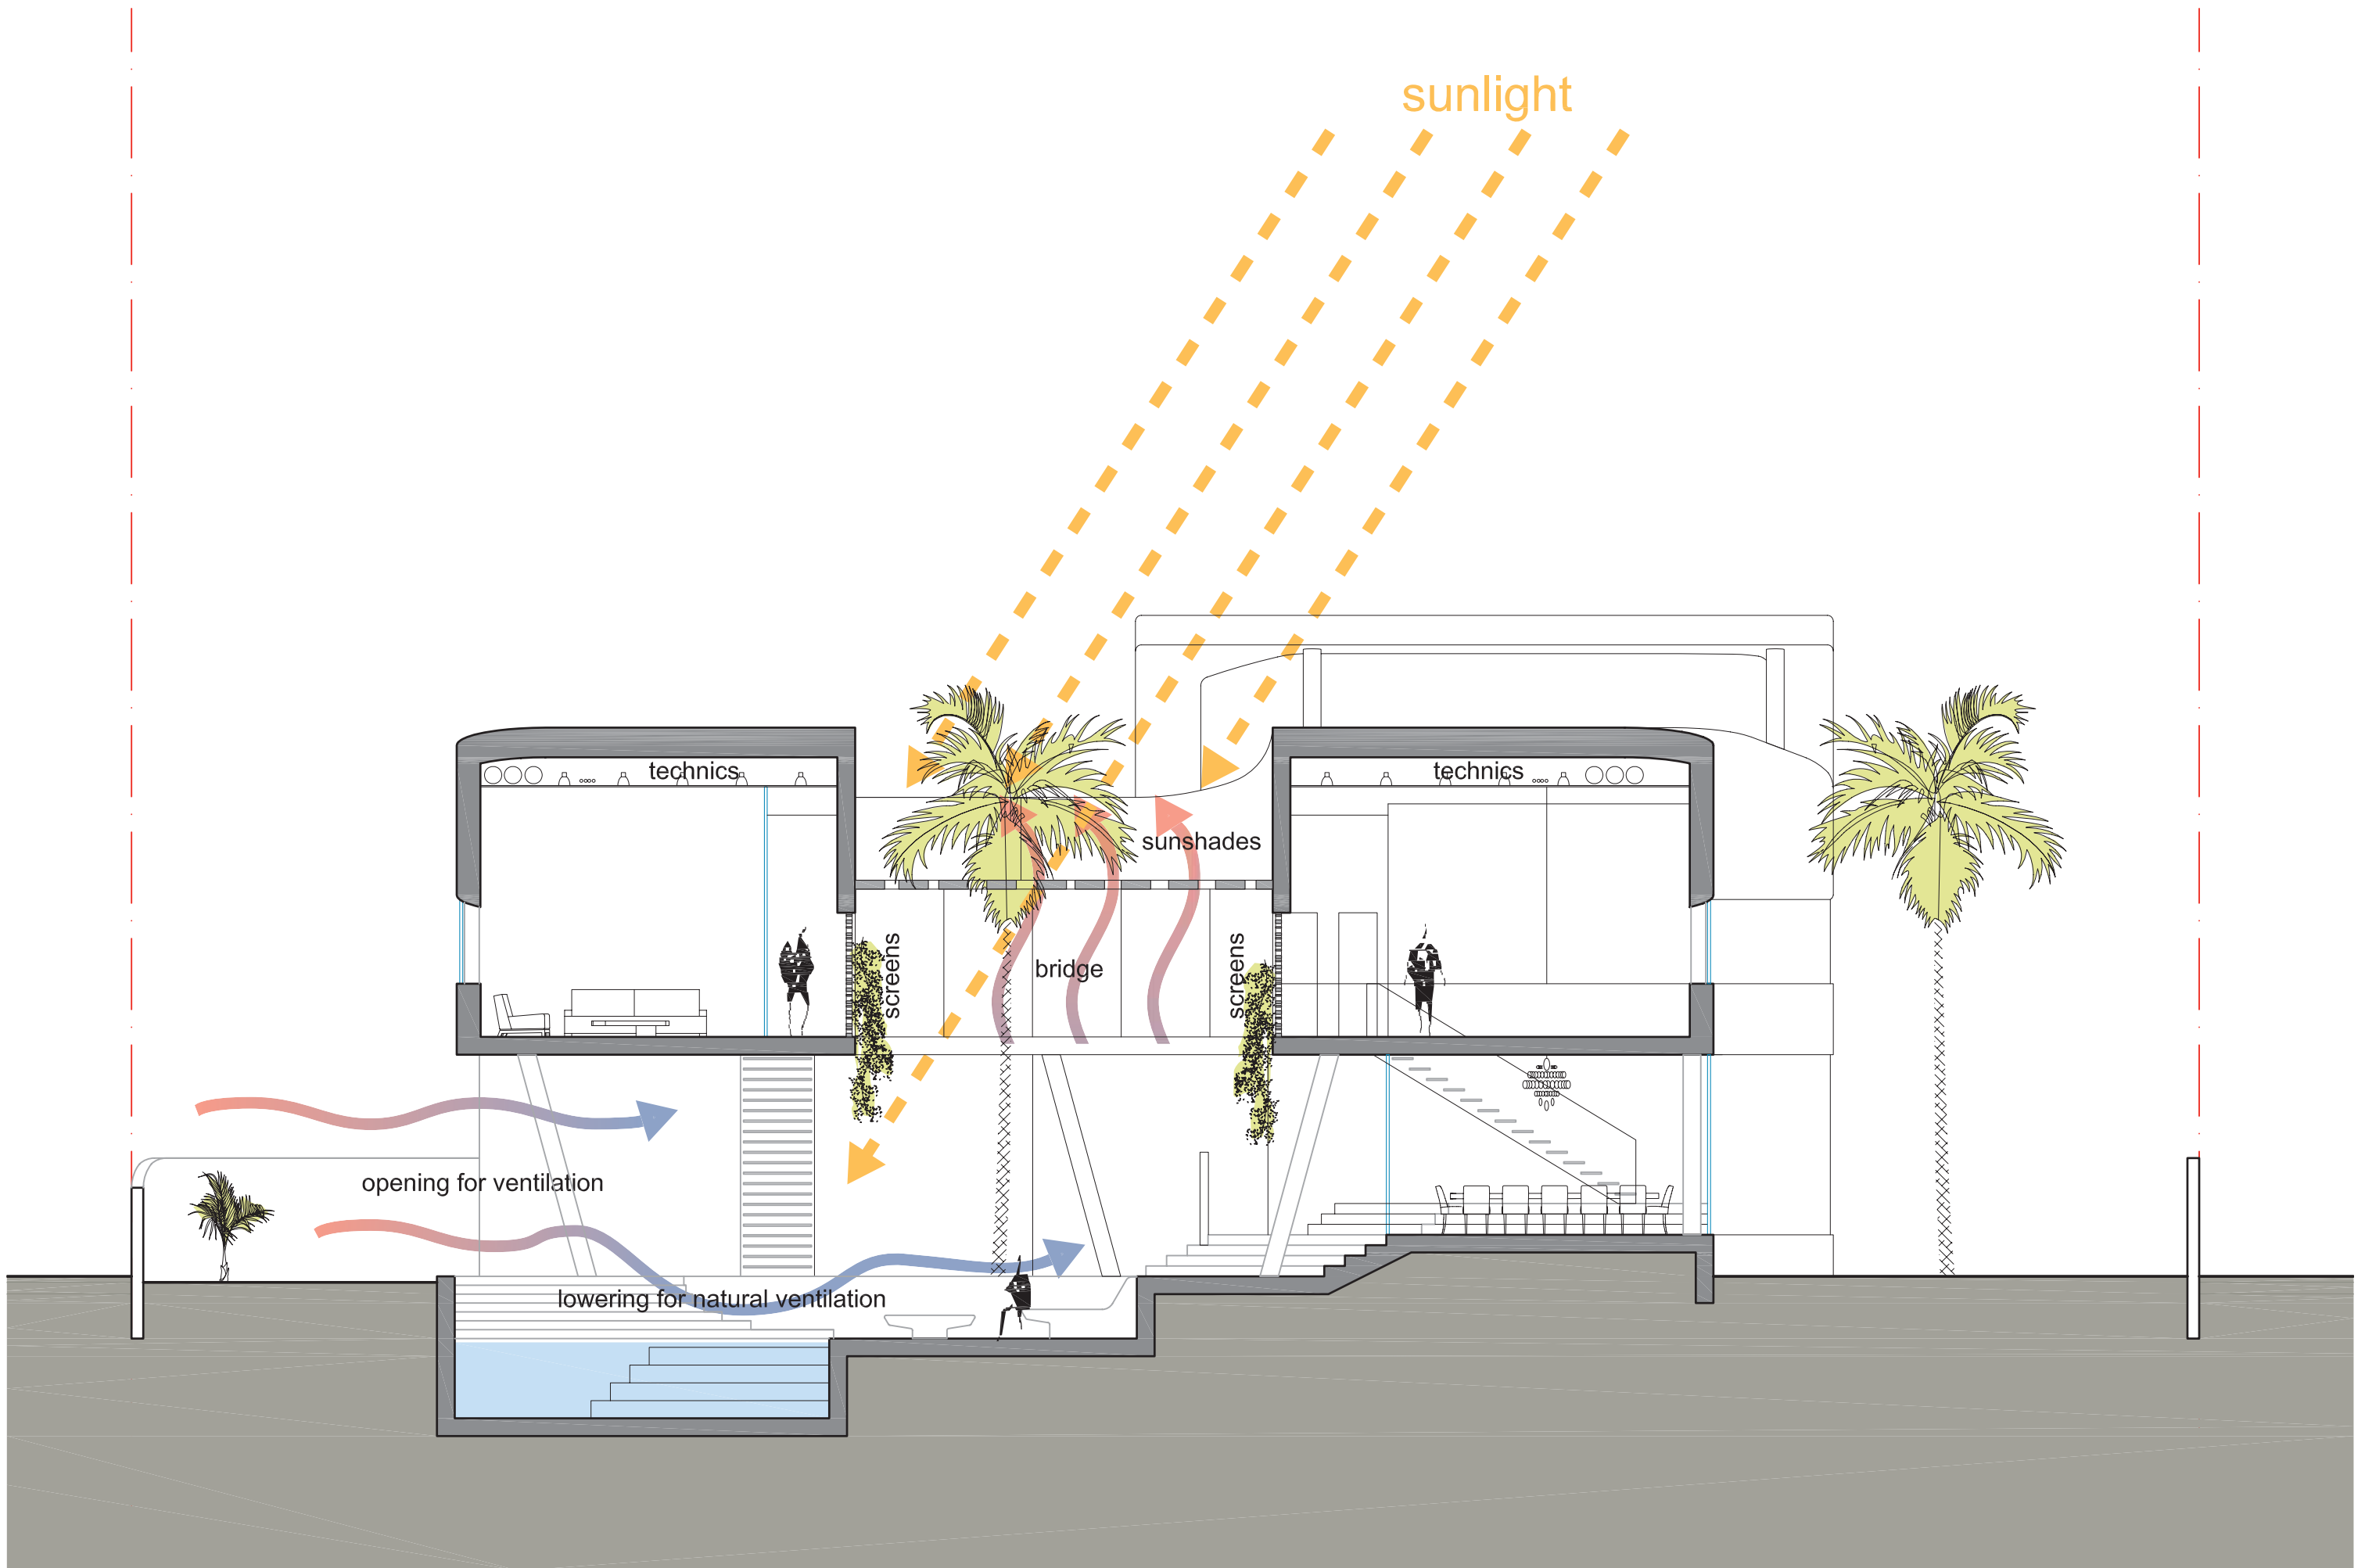 sunlight
technics
technics
sunshades
screens
bridge
screens
opening for ventilation
lowering for natural ventilation